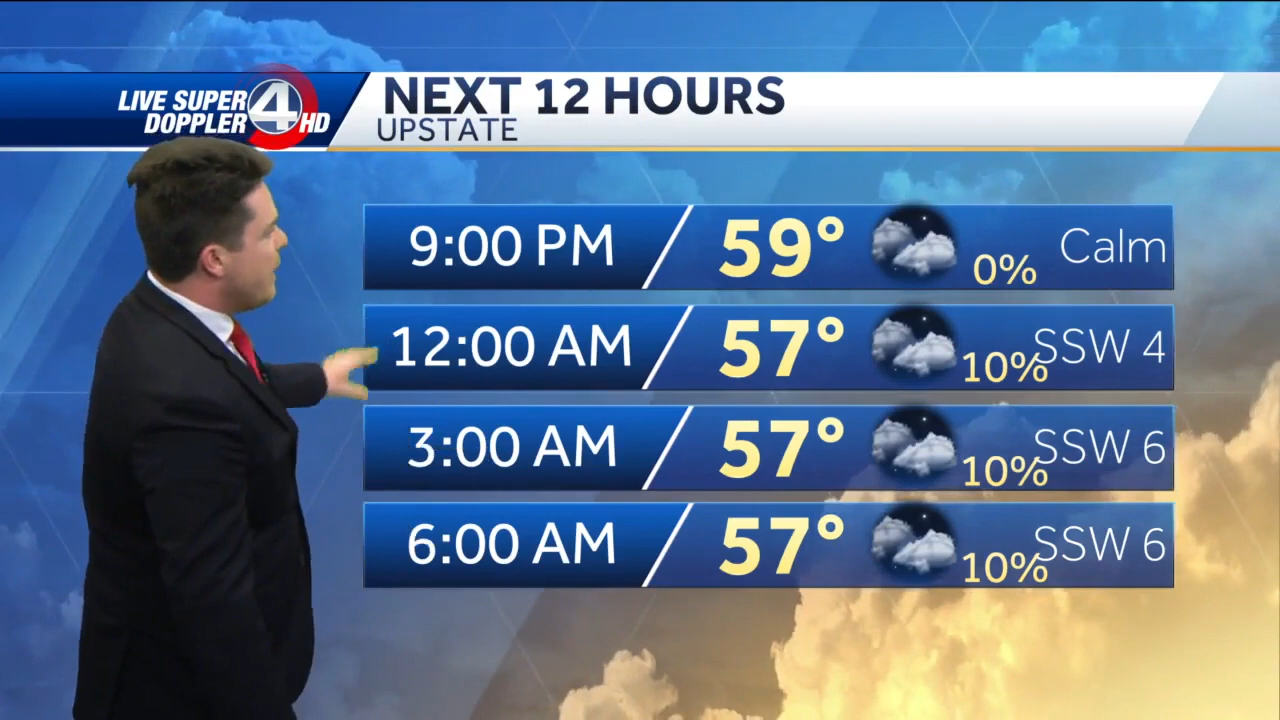 LIVE SUPER
DOPPLER 4 HD
NEXT 12 HOURS
UPSTATE
9:00 PM 59° 0% Calm
12:00 AM 57° 10% SSW 4
3:00 AM 57° 10% SSW 6
6:00 AM 57° 10% SSW 6